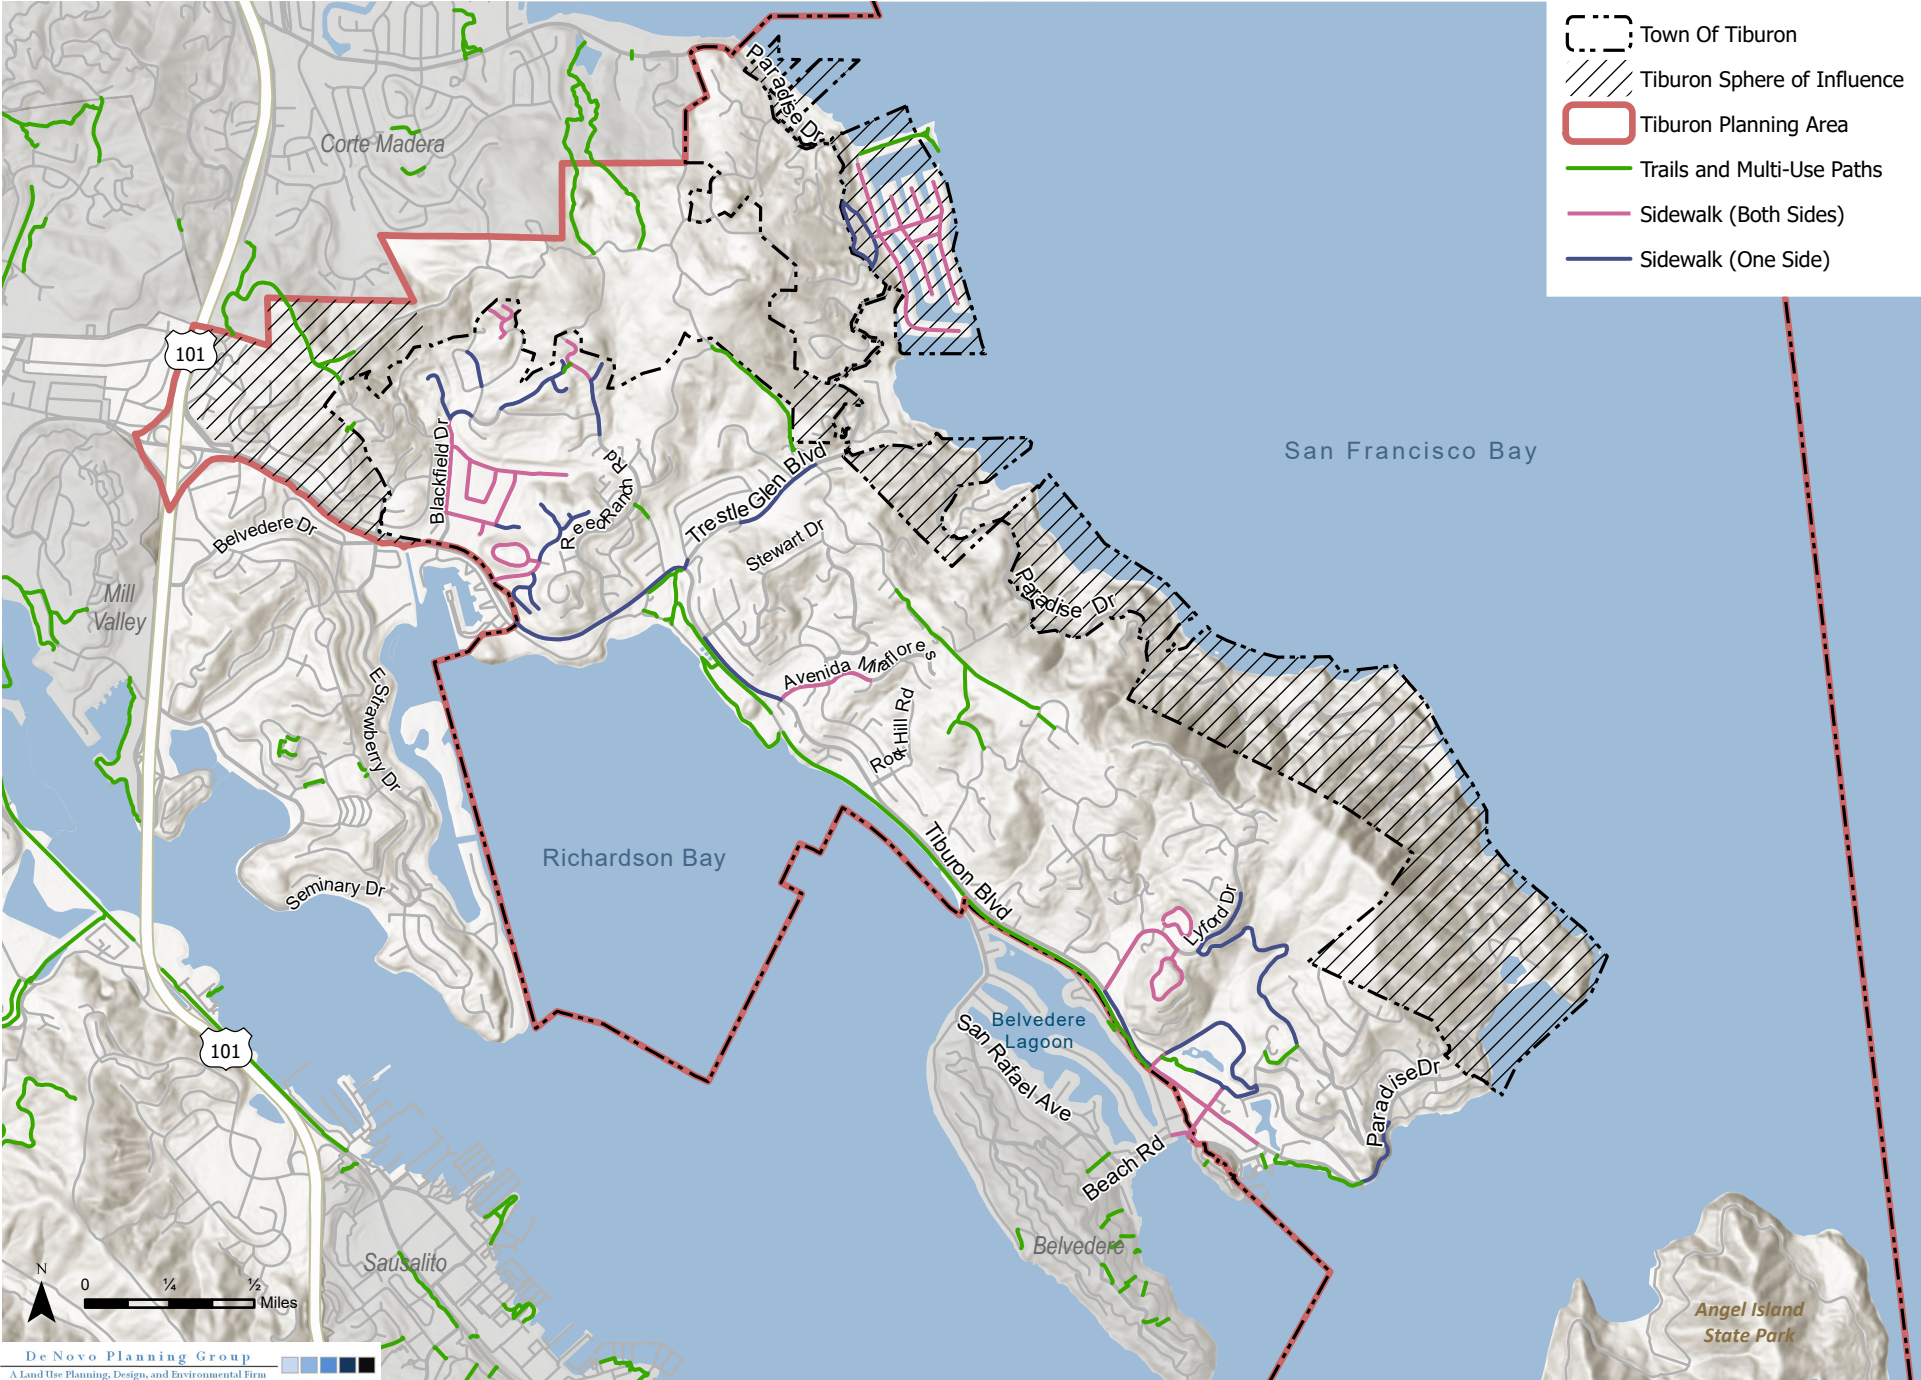 Town Of Tiburon
Tiburon Sphere of Influence
Tiburon Planning Area
Trails and Multi-Use Paths
Sidewalk (Both Sides)
Sidewalk (One Side)
Paradise Dr
Corte Madera
101
San Francisco Bay
Blackfield Dr
Reed Ranch Rd
Trestle Glen Blvd
Belvedere Dr
Stewart Dr
Mill
Valley
Paradise Dr
E Strawberry Dr
Avenida Miraflores
Rock Hill Rd
Tiburon Blvd
Richardson Bay
Seminary Dr
Lyford Dr
Belvedere
Lagoon
San Rafael Ave
101
Paradise Dr
Beach Rd
Belvedere
Sausalito
Angel Island
State Park
N
0 ¼ ½
Miles
De Novo Planning Group
A Land Use Planning, Design, and Environmental Firm